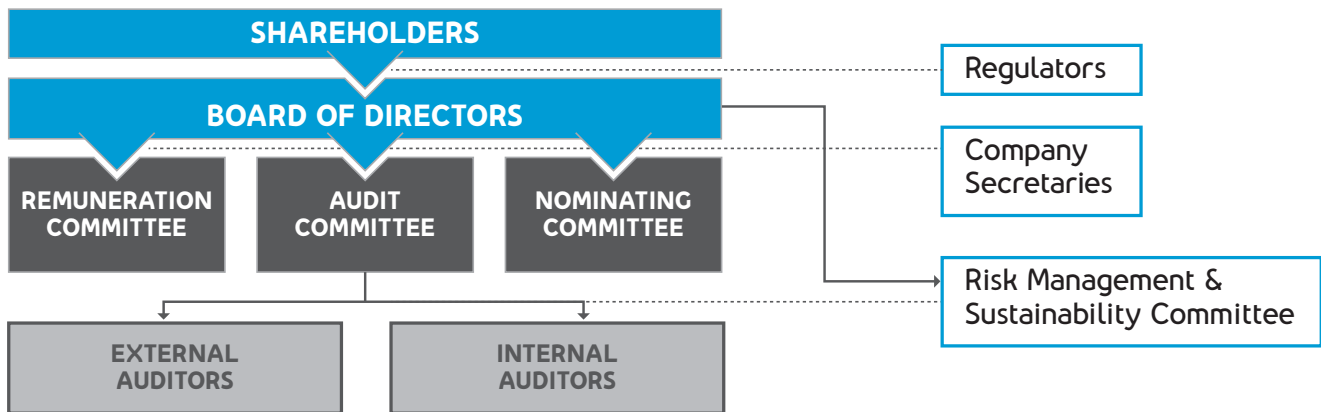 SHAREHOLDERS
Regulators
BOARD OF DIRECTORS
Company
Secretaries
REMUNERATION
COMMITTEE
AUDIT
COMMITTEE
NOMINATING
COMMITTEE
Risk Management &
Sustainability Committee
EXTERNAL
AUDITORS
INTERNAL
AUDITORS